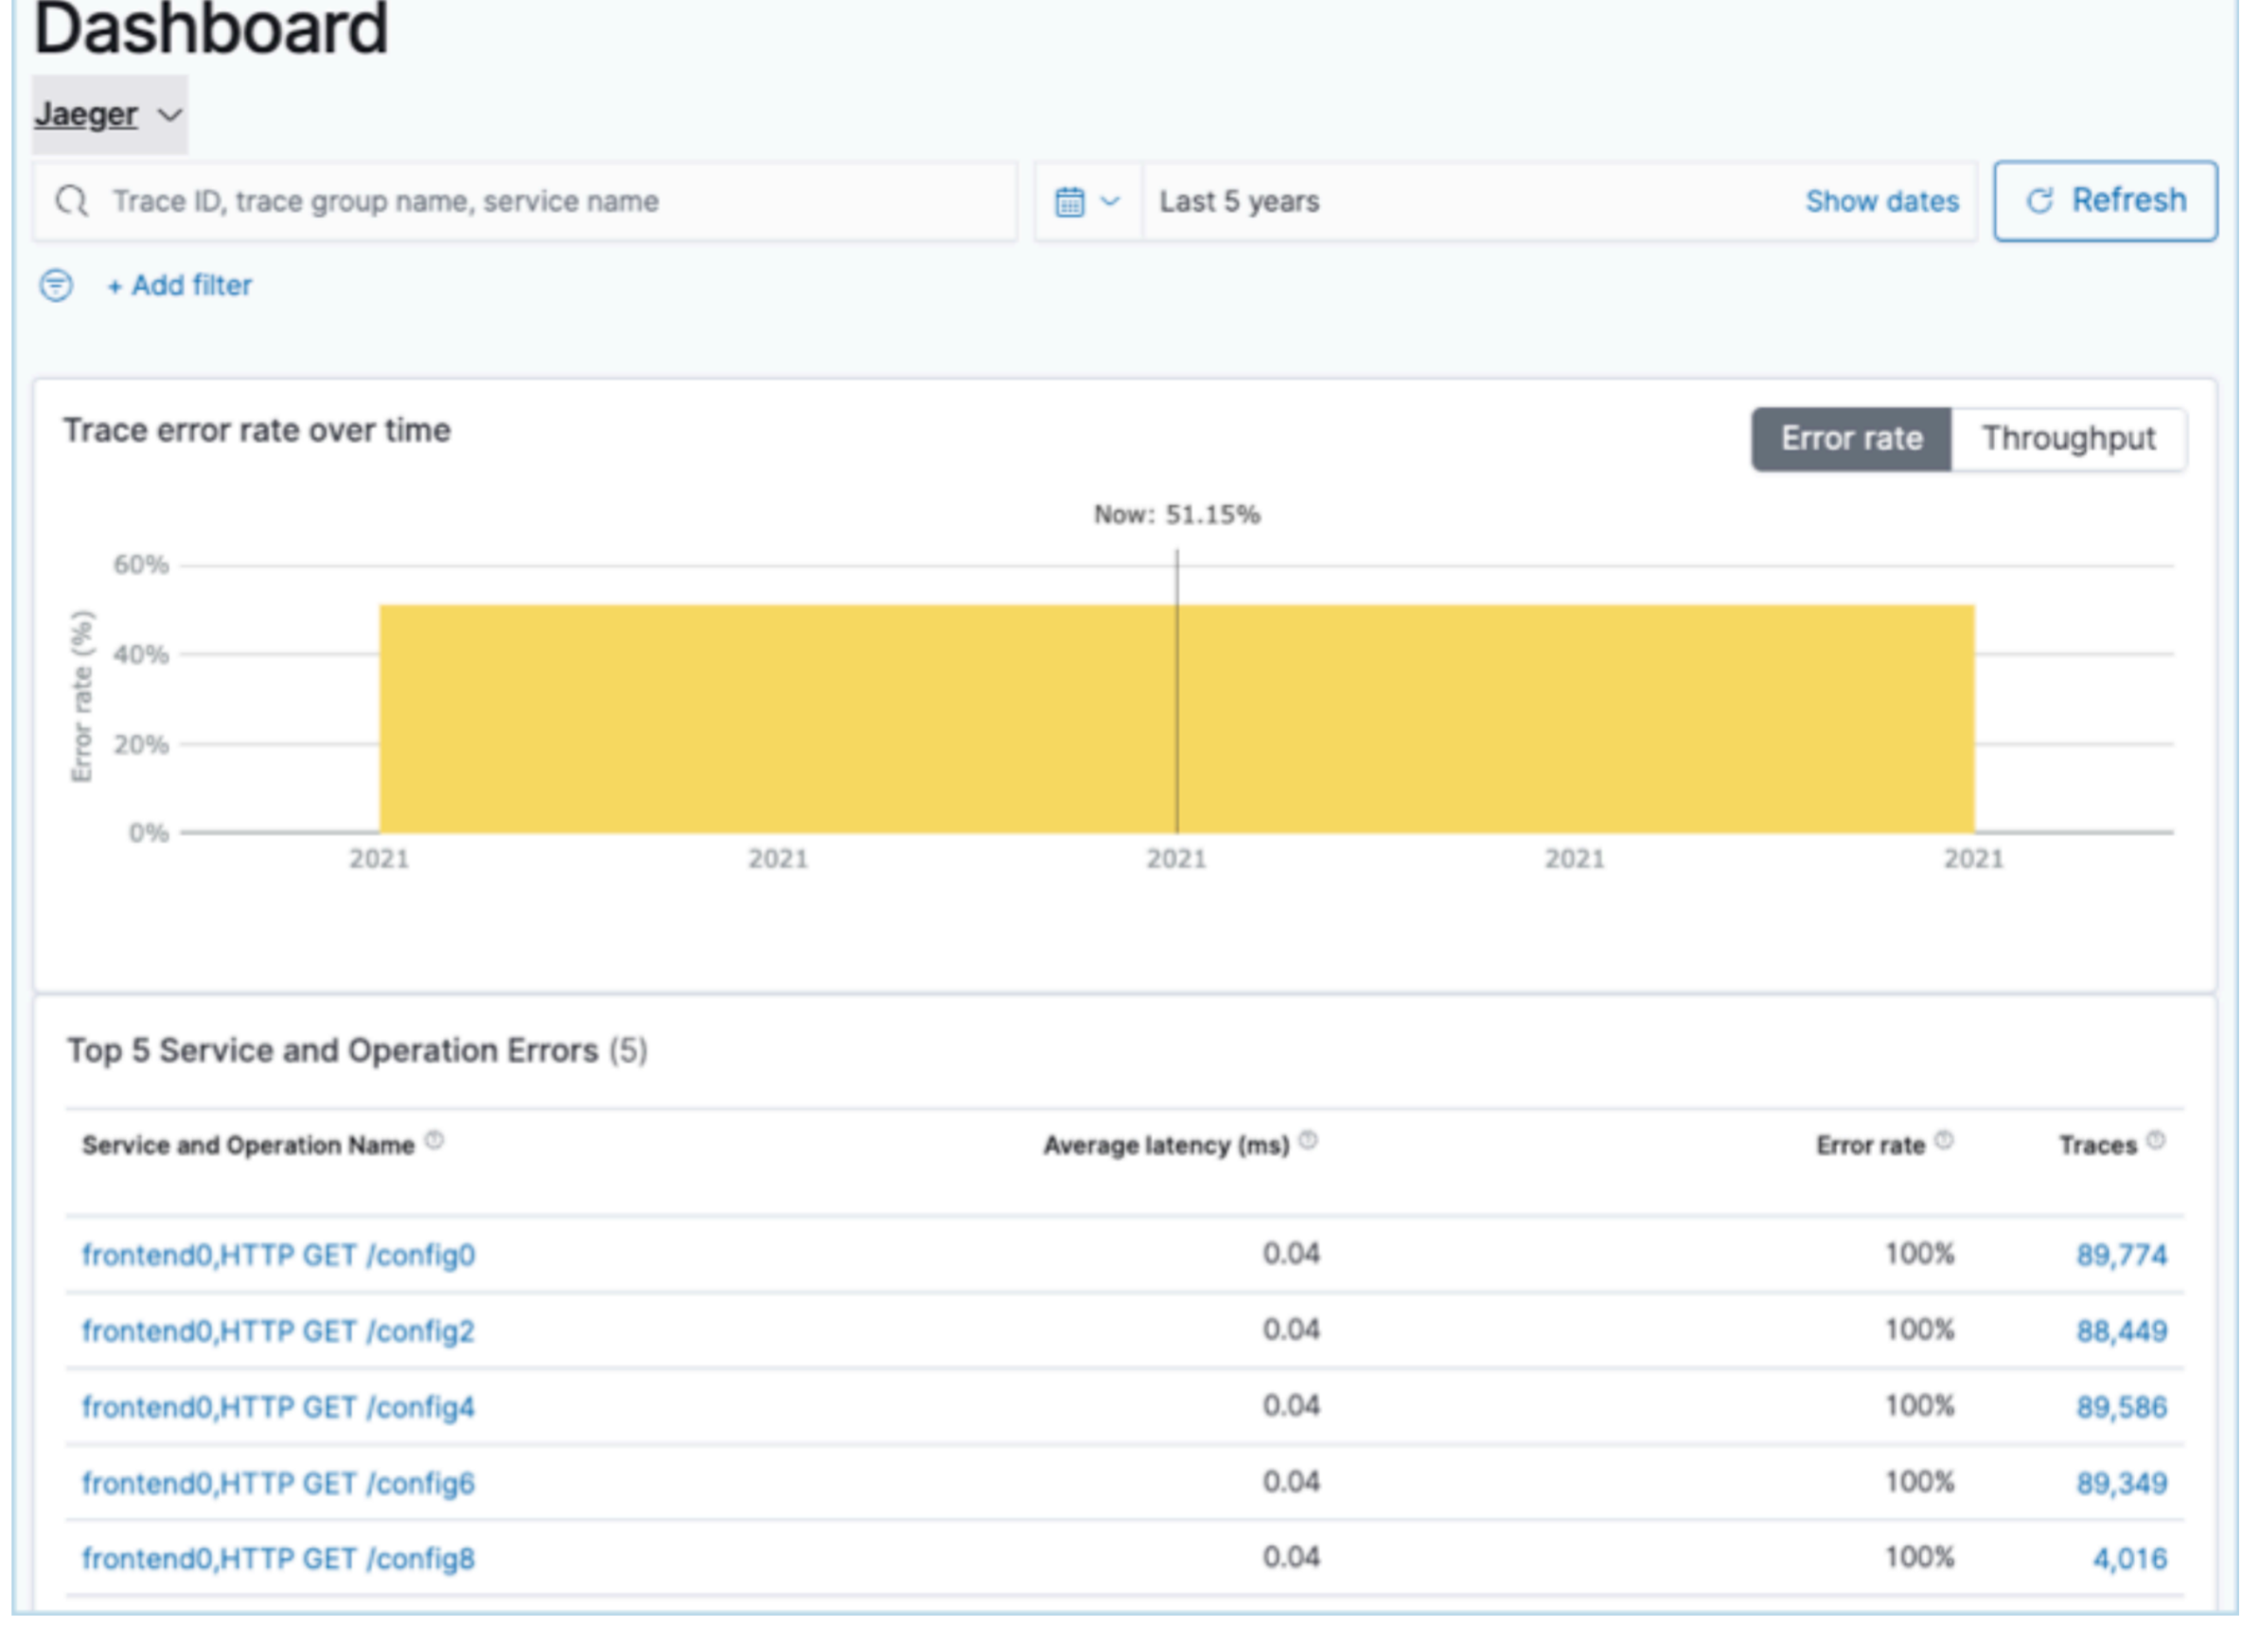 Dashboard
Jaeger
Trace ID, trace group name, service name
Last 5 years
Show dates
Refresh
+ Add filter
Trace error rate over time
Error rate
Throughput
Now: 51.15%
60%
40%
20%
0%
Error rate (%)
2021 2021 2021 2021 2021
Top 5 Service and Operation Errors (5)
Service and Operation Name Average latency (ms) Error rate Traces
frontend0,HTTP GET /config0 0.04 100% 89,774
frontend0,HTTP GET /config2 0.04 100% 88,449
frontend0,HTTP GET /config4 0.04 100% 89,586
frontend0,HTTP GET /config6 0.04 100% 89,349
frontend0,HTTP GET /config8 0.04 100% 4,016